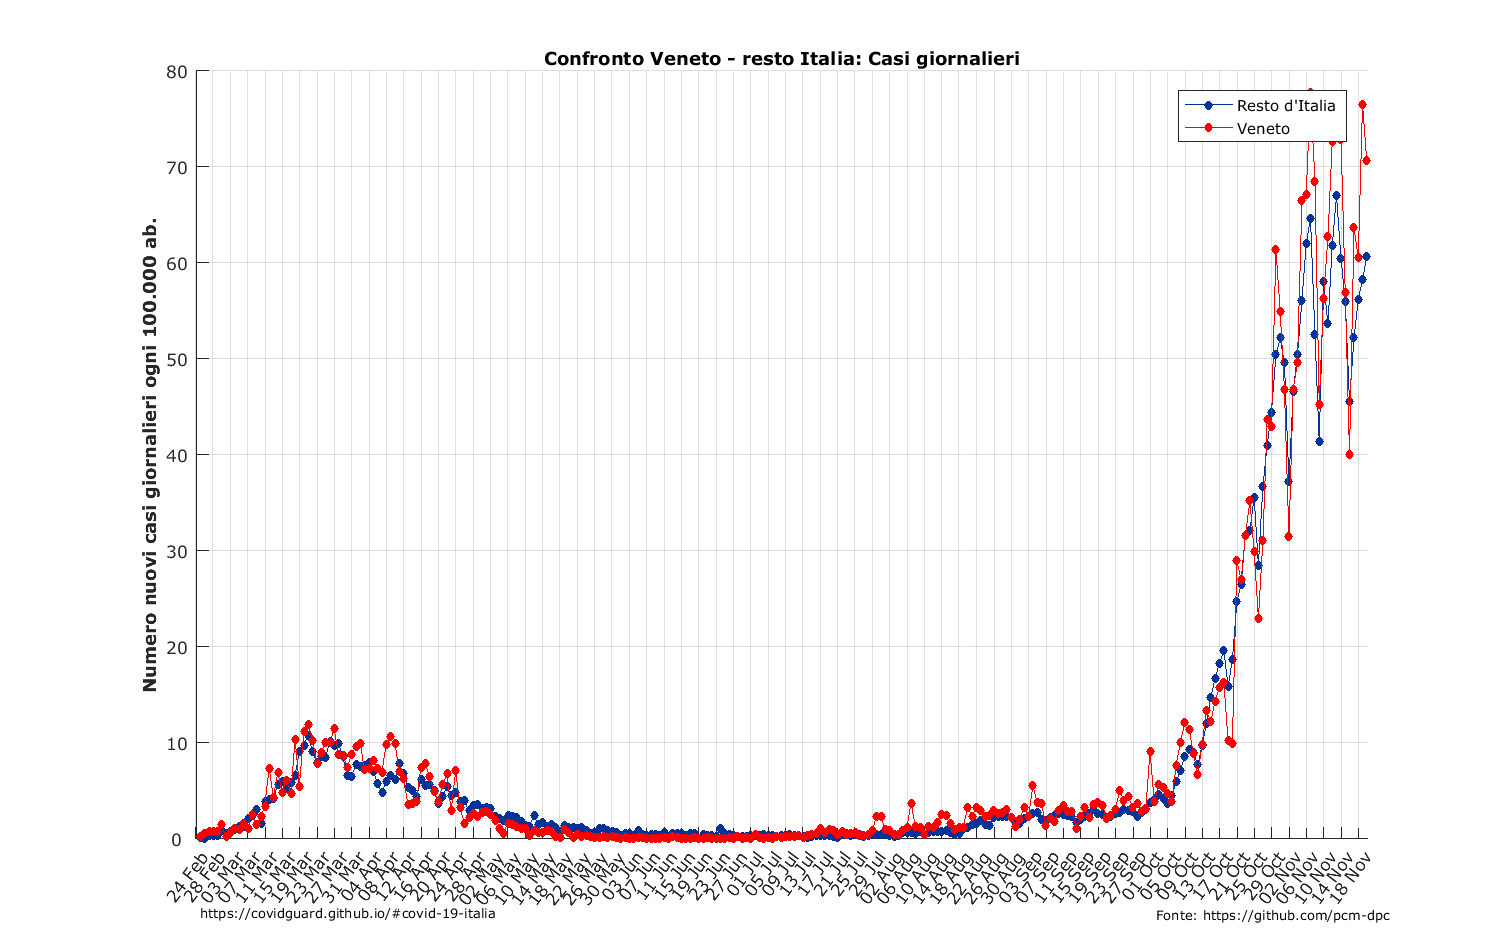 Confronto Veneto - resto Italia: Casi giornalieri
Numero nuovi casi giornalieri ogni 100.000 ab.
80
70
60
50
40
30
20
10
0
Resto d'Italia
Veneto
24 Feb
28 Feb
03 Mar
07 Mar
11 Mar
15 Mar
19 Mar
23 Mar
27 Mar
31 Mar
04 Apr
08 Apr
12 Apr
16 Apr
20 Apr
24 Apr
28 Apr
02 May
06 May
10 May
14 May
18 May
22 May
26 May
30 May
03 Jun
07 Jun
11 Jun
15 Jun
19 Jun
23 Jun
27 Jun
01 Jul
05 Jul
09 Jul
13 Jul
17 Jul
21 Jul
25 Jul
29 Jul
02 Aug
06 Aug
10 Aug
14 Aug
18 Aug
22 Aug
26 Aug
30 Aug
03 Sep
07 Sep
11 Sep
15 Sep
19 Sep
23 Sep
27 Sep
01 Oct
05 Oct
09 Oct
13 Oct
17 Oct
21 Oct
25 Oct
29 Oct
02 Nov
06 Nov
10 Nov
14 Nov
18 Nov
https://covidguard.github.io/#covid-19-italia
Fonte: https://github.com/pcm-dpc